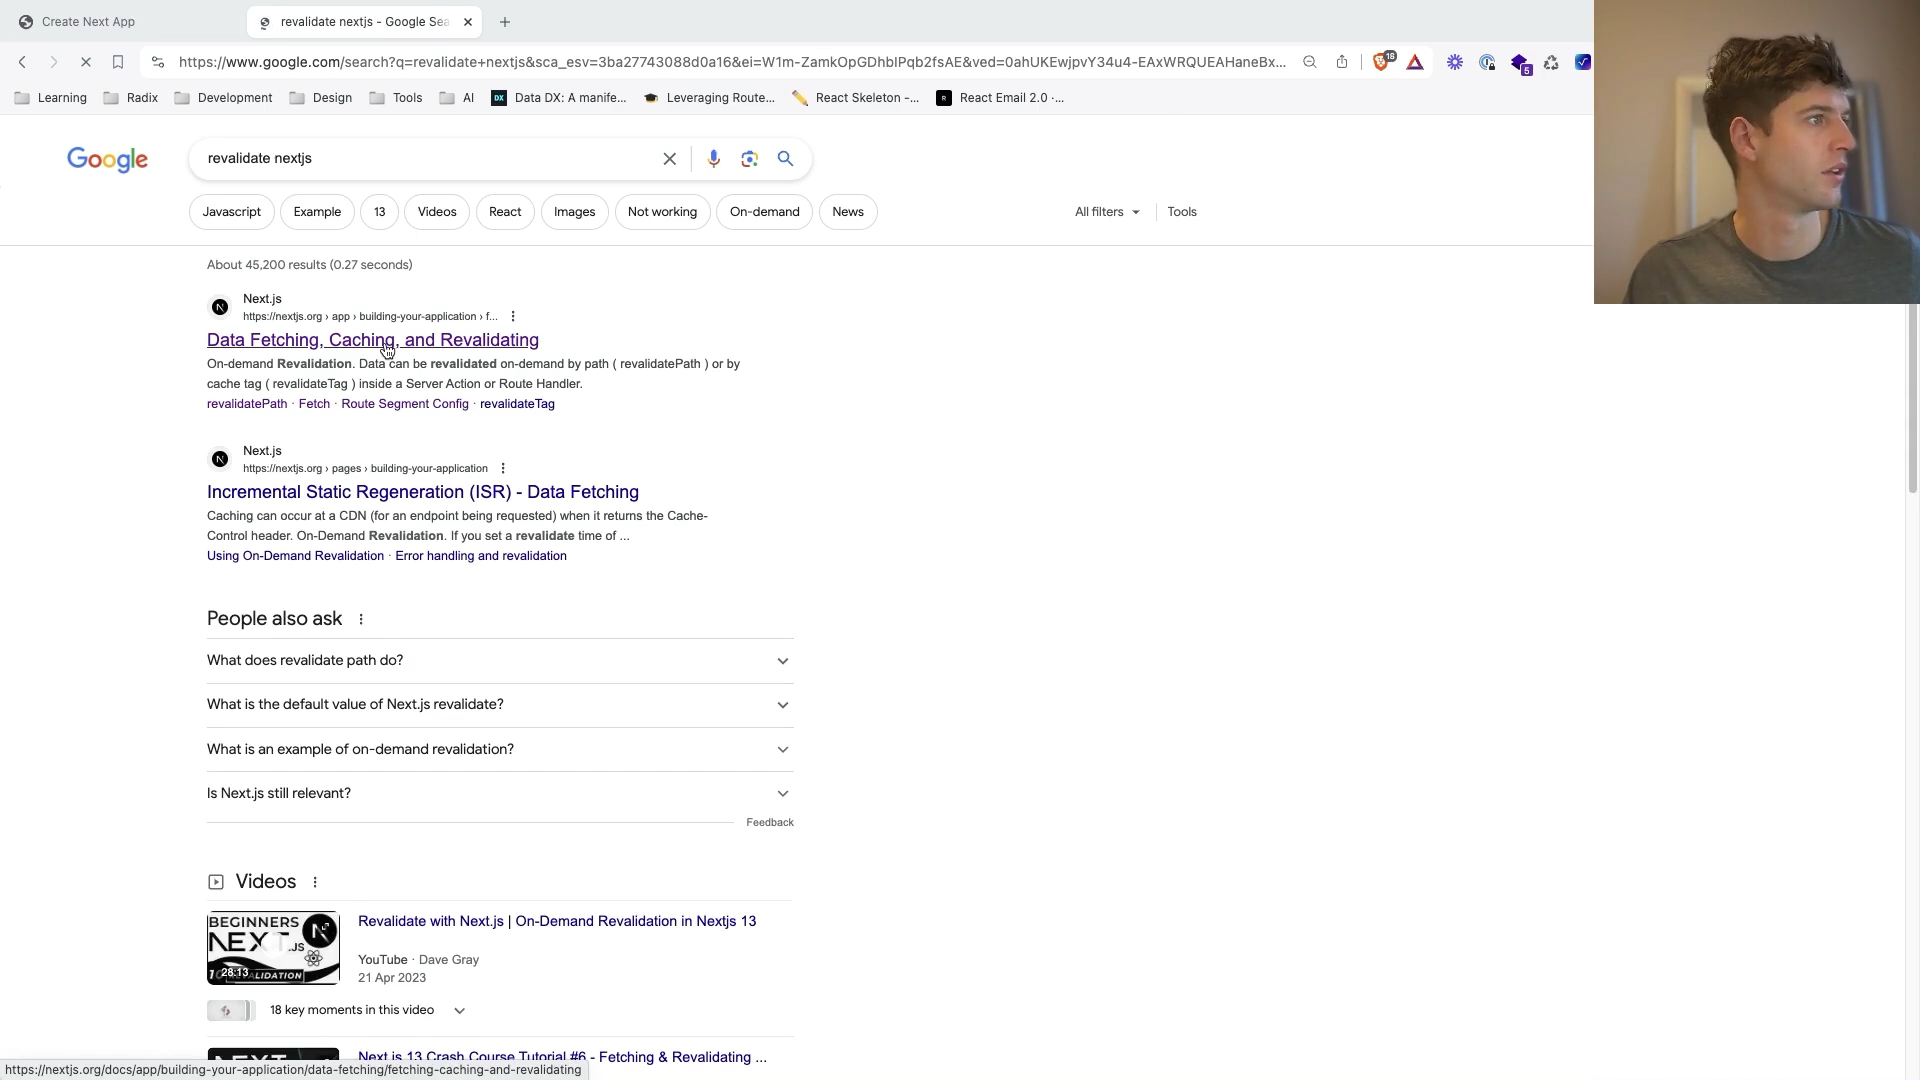 Create Next App
revalidate nextjs - Google Sea
https://www.google.com/search?q=revalidate+nextjs&sca_esv=3ba27743088d0a16&ei=W1m-ZamkOpGDhbIPqb2fsAE&ved=0ahUKEwjpvY34u4-EAxWRQUEAHaneBx...
18
5
Learning
Radix
Development
Design
Tools
AI
DX
Data DX: A manife...
Leveraging Route...
React Skeleton -...
React Email 2.0 ·...
Google
revalidate nextjs
Javascript
Example
13
Videos
React
Images
Not working
On-demand
News
All filters
Tools
About 45,200 results (0.27 seconds)
Next.js
https://nextjs.org › app › building-your-application › f...
Data Fetching, Caching, and Revalidating
On-demand Revalidation. Data can be revalidated on-demand by path ( revalidatePath ) or by
cache tag ( revalidateTag ) inside a Server Action or Route Handler.
revalidatePath · Fetch · Route Segment Config · revalidateTag
Next.js
https://nextjs.org › pages › building-your-application
Incremental Static Regeneration (ISR) - Data Fetching
Caching can occur at a CDN (for an endpoint being requested) when it returns the Cache-
Control header. On-Demand Revalidation. If you set a revalidate time of ...
Using On-Demand Revalidation · Error handling and revalidation
People also ask
What does revalidate path do?
What is the default value of Next.js revalidate?
What is an example of on-demand revalidation?
Is Next.js still relevant?
Feedback
Videos
BEGINNERS
NEXT.JS
28:13
Revalidate with Next.js | On-Demand Revalidation in Nextjs 13
YouTube · Dave Gray
21 Apr 2023
18 key moments in this video
Next.js 13 Crash Course Tutorial #6 - Fetching & Revalidating ...
https://nextjs.org/docs/app/building-your-application/data-fetching/fetching-caching-and-revalidating